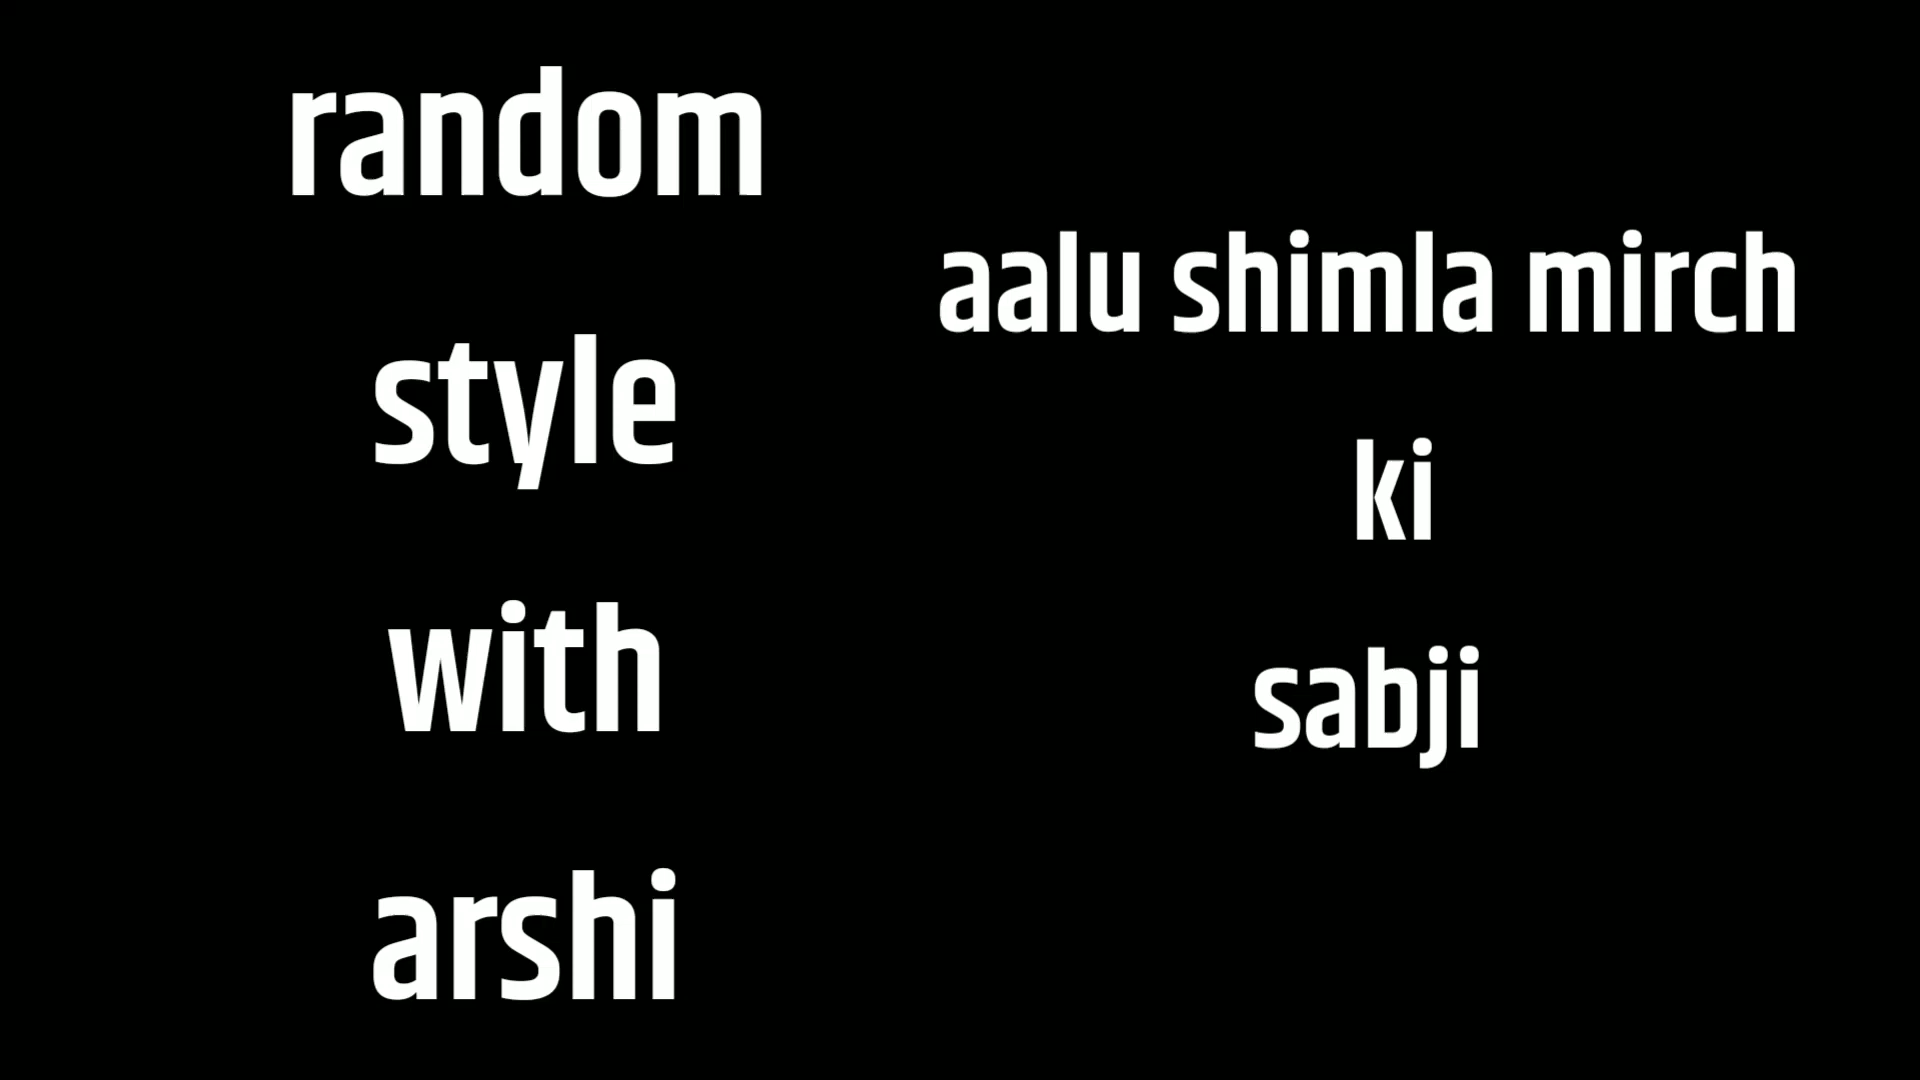 random
style
with
arshi
aalu shimla mirch
ki
sabji